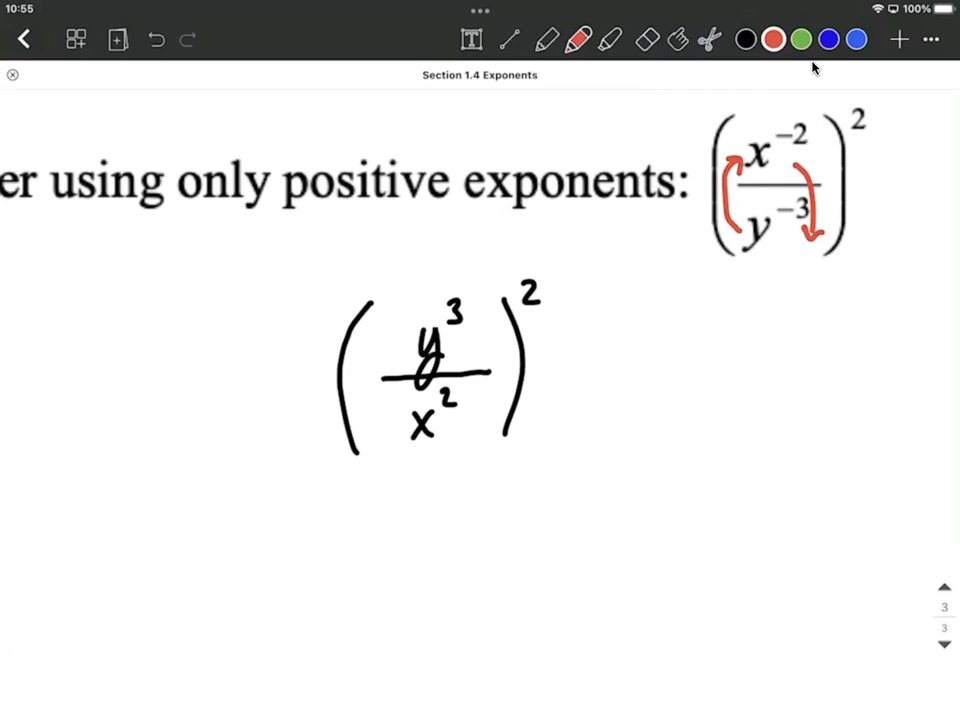 10:55 100%
Section 1.4 Exponents
er using only positive exponents: (x^{-2}/y^{-3})^2
(y^3/x^2)^2
3
3